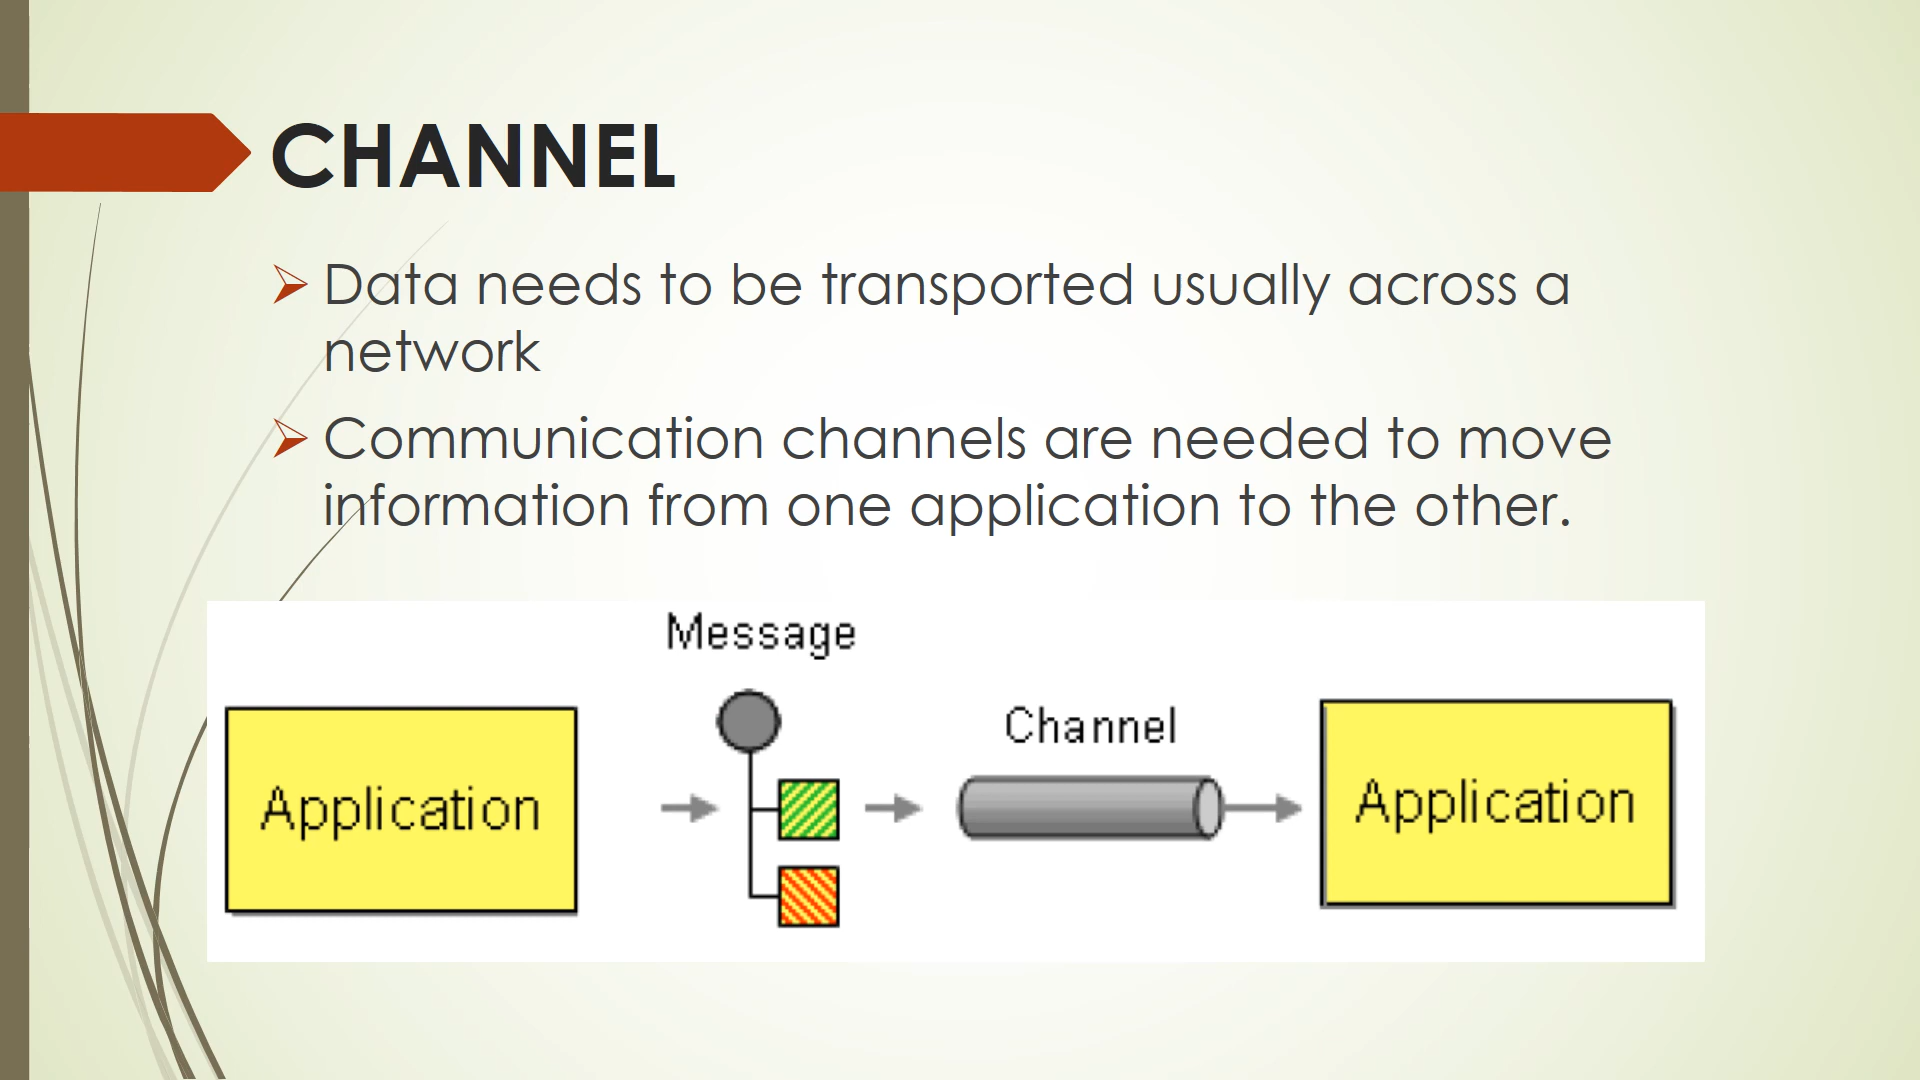 CHANNEL
Data needs to be transported usually across a
network
Communication channels are needed to move
information from one application to the other.
Message
Channel
Application
Application